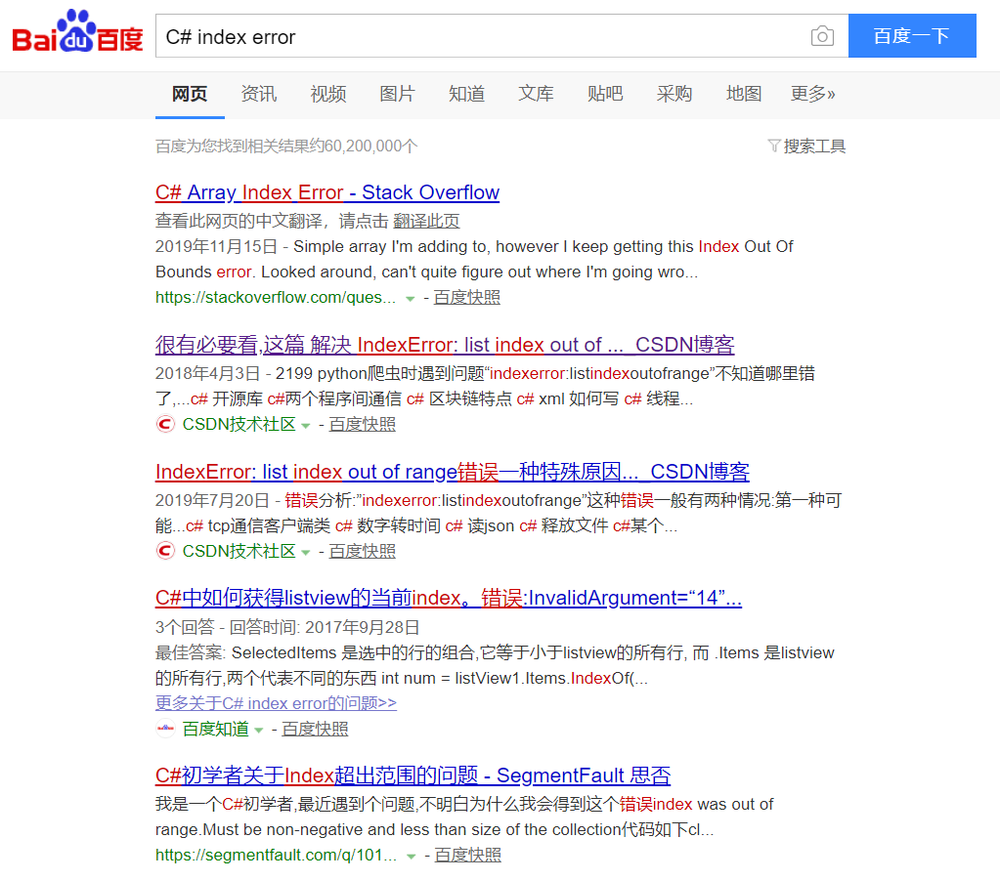 Bai du 百度
C# index error
百度一下
网页 资讯 视频 图片 知道 文库 贴吧 采购 地图 更多»
百度为您找到相关结果约60,200,000个 搜索工具
C# Array Index Error - Stack Overflow
查看此网页的中文翻译，请点击 翻译此页
2019年11月15日 - Simple array I'm adding to, however I keep getting this Index Out Of
Bounds error. Looked around, can't quite figure out where I'm going wro...
https://stackoverflow.com/ques... - 百度快照
很有必要看,这篇 解决 IndexError: list index out of ..._CSDN博客
2018年4月3日 - 2199 python爬虫时遇到问题“indexerror:listindexoutofrange”不知道哪里错
了,...c# 开源库 c#两个程序间通信 c# 区块链特点 c# xml 如何写 c# 线程...
CSDN技术社区 - 百度快照
IndexError: list index out of range错误一种特殊原因..._CSDN博客
2019年7月20日 - 错误分析:”indexerror:listindexoutofrange”这种错误一般有两种情况:第一种可
能...c# tcp通信客户端类 c# 数字转时间 c# 读json c# 释放文件 c#某个...
CSDN技术社区 - 百度快照
C#中如何获得listview的当前index。错误:InvalidArgument=“14”...
3个回答 - 回答时间: 2017年9月28日
最佳答案: SelectedItems 是选中的行的组合,它等于小于listview的所有行, 而 .Items 是listview
的所有行,两个代表不同的东西 int num = listView1.Items.IndexOf(...
更多关于C# index error的问题>>
百度知道 - 百度快照
C#初学者关于Index超出范围的问题 - SegmentFault 思否
我是一个C#初学者,最近遇到个问题,不明白为什么我会得到这个错误index was out of
range.Must be non-negative and less than size of the collection代码如下cl...
https://segmentfault.com/q/101... - 百度快照